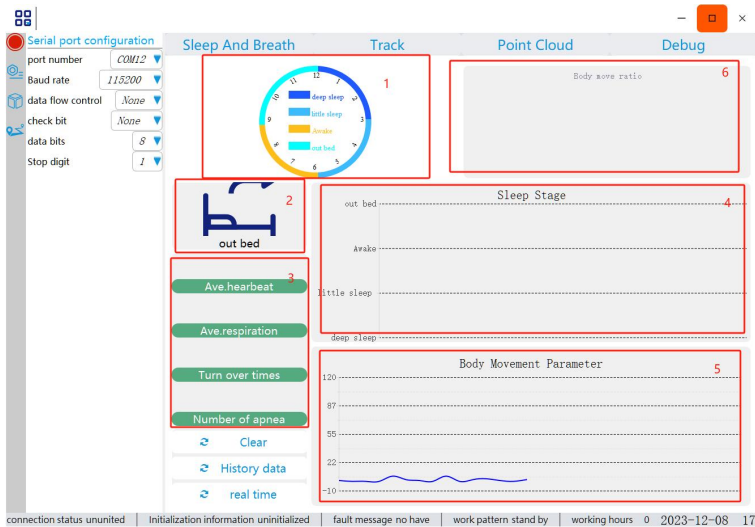 Serial port configuration
port number COM12
Baud rate 115200
data flow control None
check bit None
data bits 8
Stop digit 1
Sleep And Breath Track Point Cloud Debug
1
12
1
2
3
5
6
7
8
9
10
11
deep sleep
little sleep
Awake
out bed
6
Body move ratio
2
out bed
3
Ave.hearbeat
Ave.respiration
Turn over times
Number of apnea
Clear
History data
real time
Sleep Stage
4
out bed
Awake
little sleep
deep sleep
Body Movement Parameter
5
120
87
55
22
-10
connection status ununited Initialization information uninitialized fault message no have work pattern stand by working hours 0 2023-12-08 17